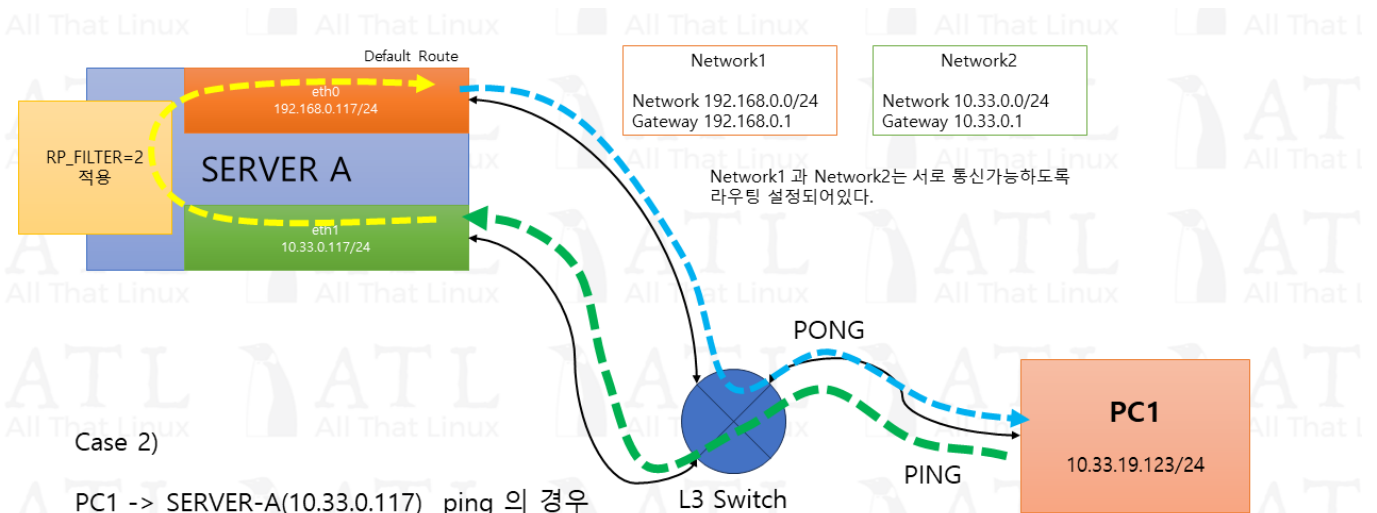 Default Route
eth0
192.168.0.117/24
RP_FILTER=2
적용
SERVER A
eth1
10.33.0.117/24
Network1
Network 192.168.0.0/24
Gateway 192.168.0.1
Network2
Network 10.33.0.0/24
Gateway 10.33.0.1
Network1 과 Network2는 서로 통신가능하도록
라우팅 설정되어있다.
PONG
PING
L3 Switch
PC1
10.33.19.123/24
Case 2)
PC1 -> SERVER-A(10.33.0.117) ping 의 경우
ATL
All That Linux